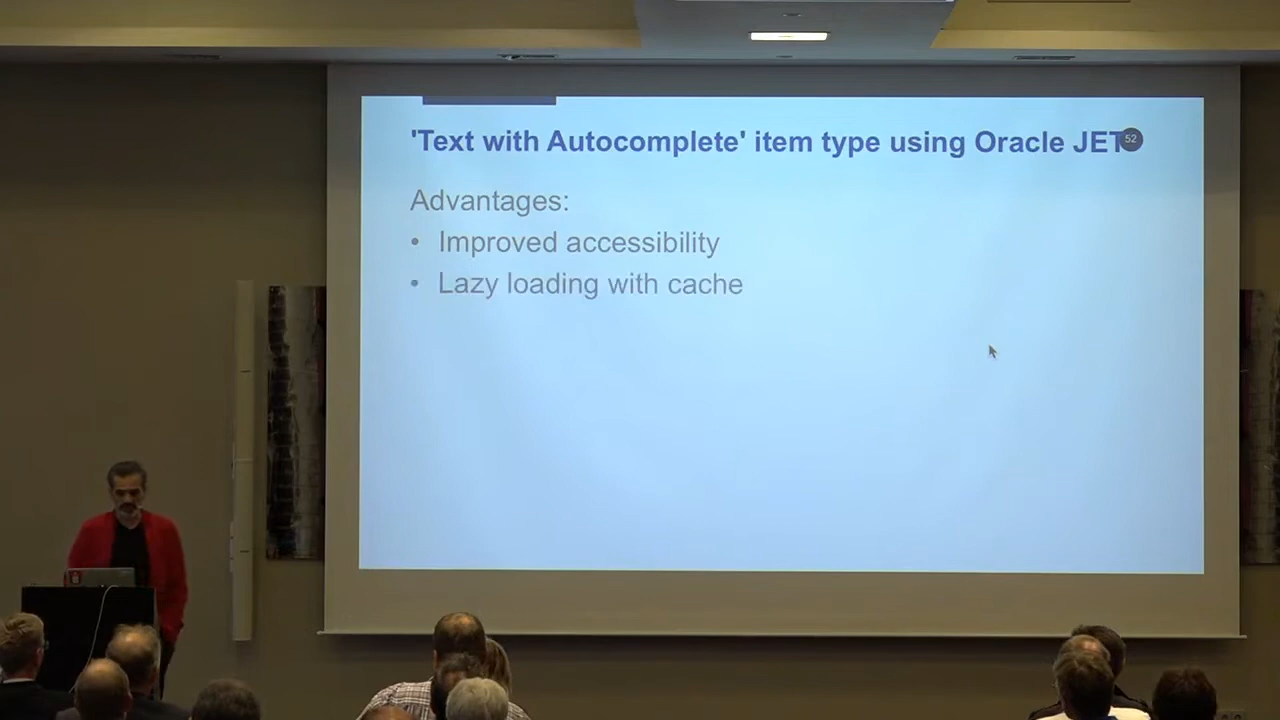 'Text with Autocomplete' item type using Oracle JET
52
Advantages:
• Improved accessibility
• Lazy loading with cache